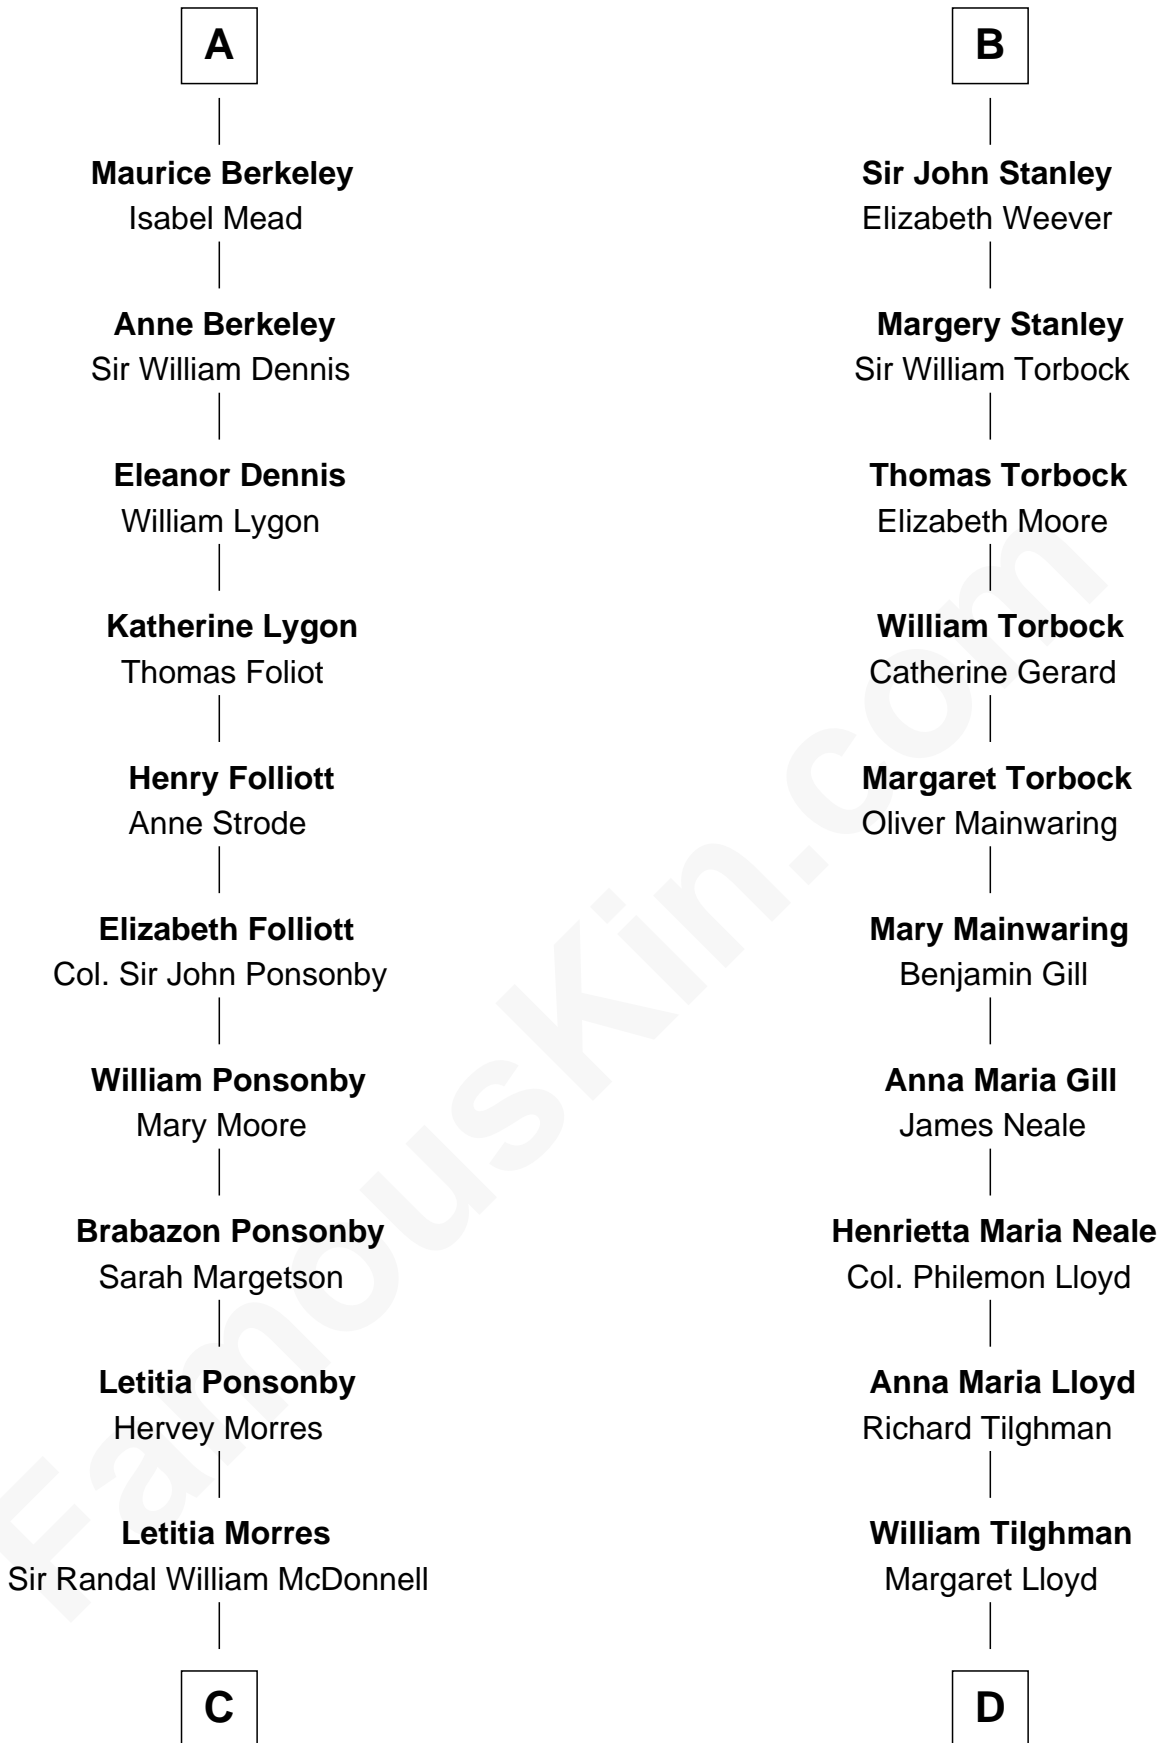 A
Maurice Berkeley
Isabel Mead
Anne Berkeley
Sir William Dennis
Eleanor Dennis
William Lygon
Katherine Lygon
Thomas Foliot
Henry Folliott
Anne Strode
Elizabeth Folliott
Col. Sir John Ponsonby
William Ponsonby
Mary Moore
Brabazon Ponsonby
Sarah Margetson
Letitia Ponsonby
Hervey Morres
Letitia Morres
Sir Randal William McDonnell
C
B
Sir John Stanley
Elizabeth Weever
Margery Stanley
Sir William Torbock
Thomas Torbock
Elizabeth Moore
William Torbock
Catherine Gerard
Margaret Torbock
Oliver Mainwaring
Mary Mainwaring
Benjamin Gill
Anna Maria Gill
James Neale
Henrietta Maria Neale
Col. Philemon Lloyd
Anna Maria Lloyd
Richard Tilghman
William Tilghman
Margaret Lloyd
D
FamousKin.com